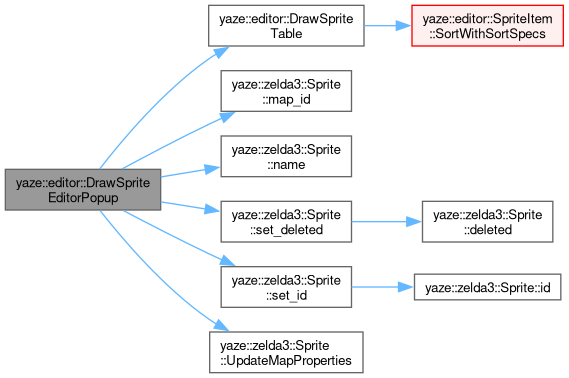 yaze::editor::DrawSprite
EditorPopup
yaze::editor::DrawSprite
Table
yaze::editor::SpriteItem
::SortWithSortSpecs
yaze::zelda3::Sprite
::map_id
yaze::zelda3::Sprite
::name
yaze::zelda3::Sprite
::set_deleted
yaze::zelda3::Sprite
::deleted
yaze::zelda3::Sprite
::set_id
yaze::zelda3::Sprite::id
yaze::zelda3::Sprite
::UpdateMapProperties